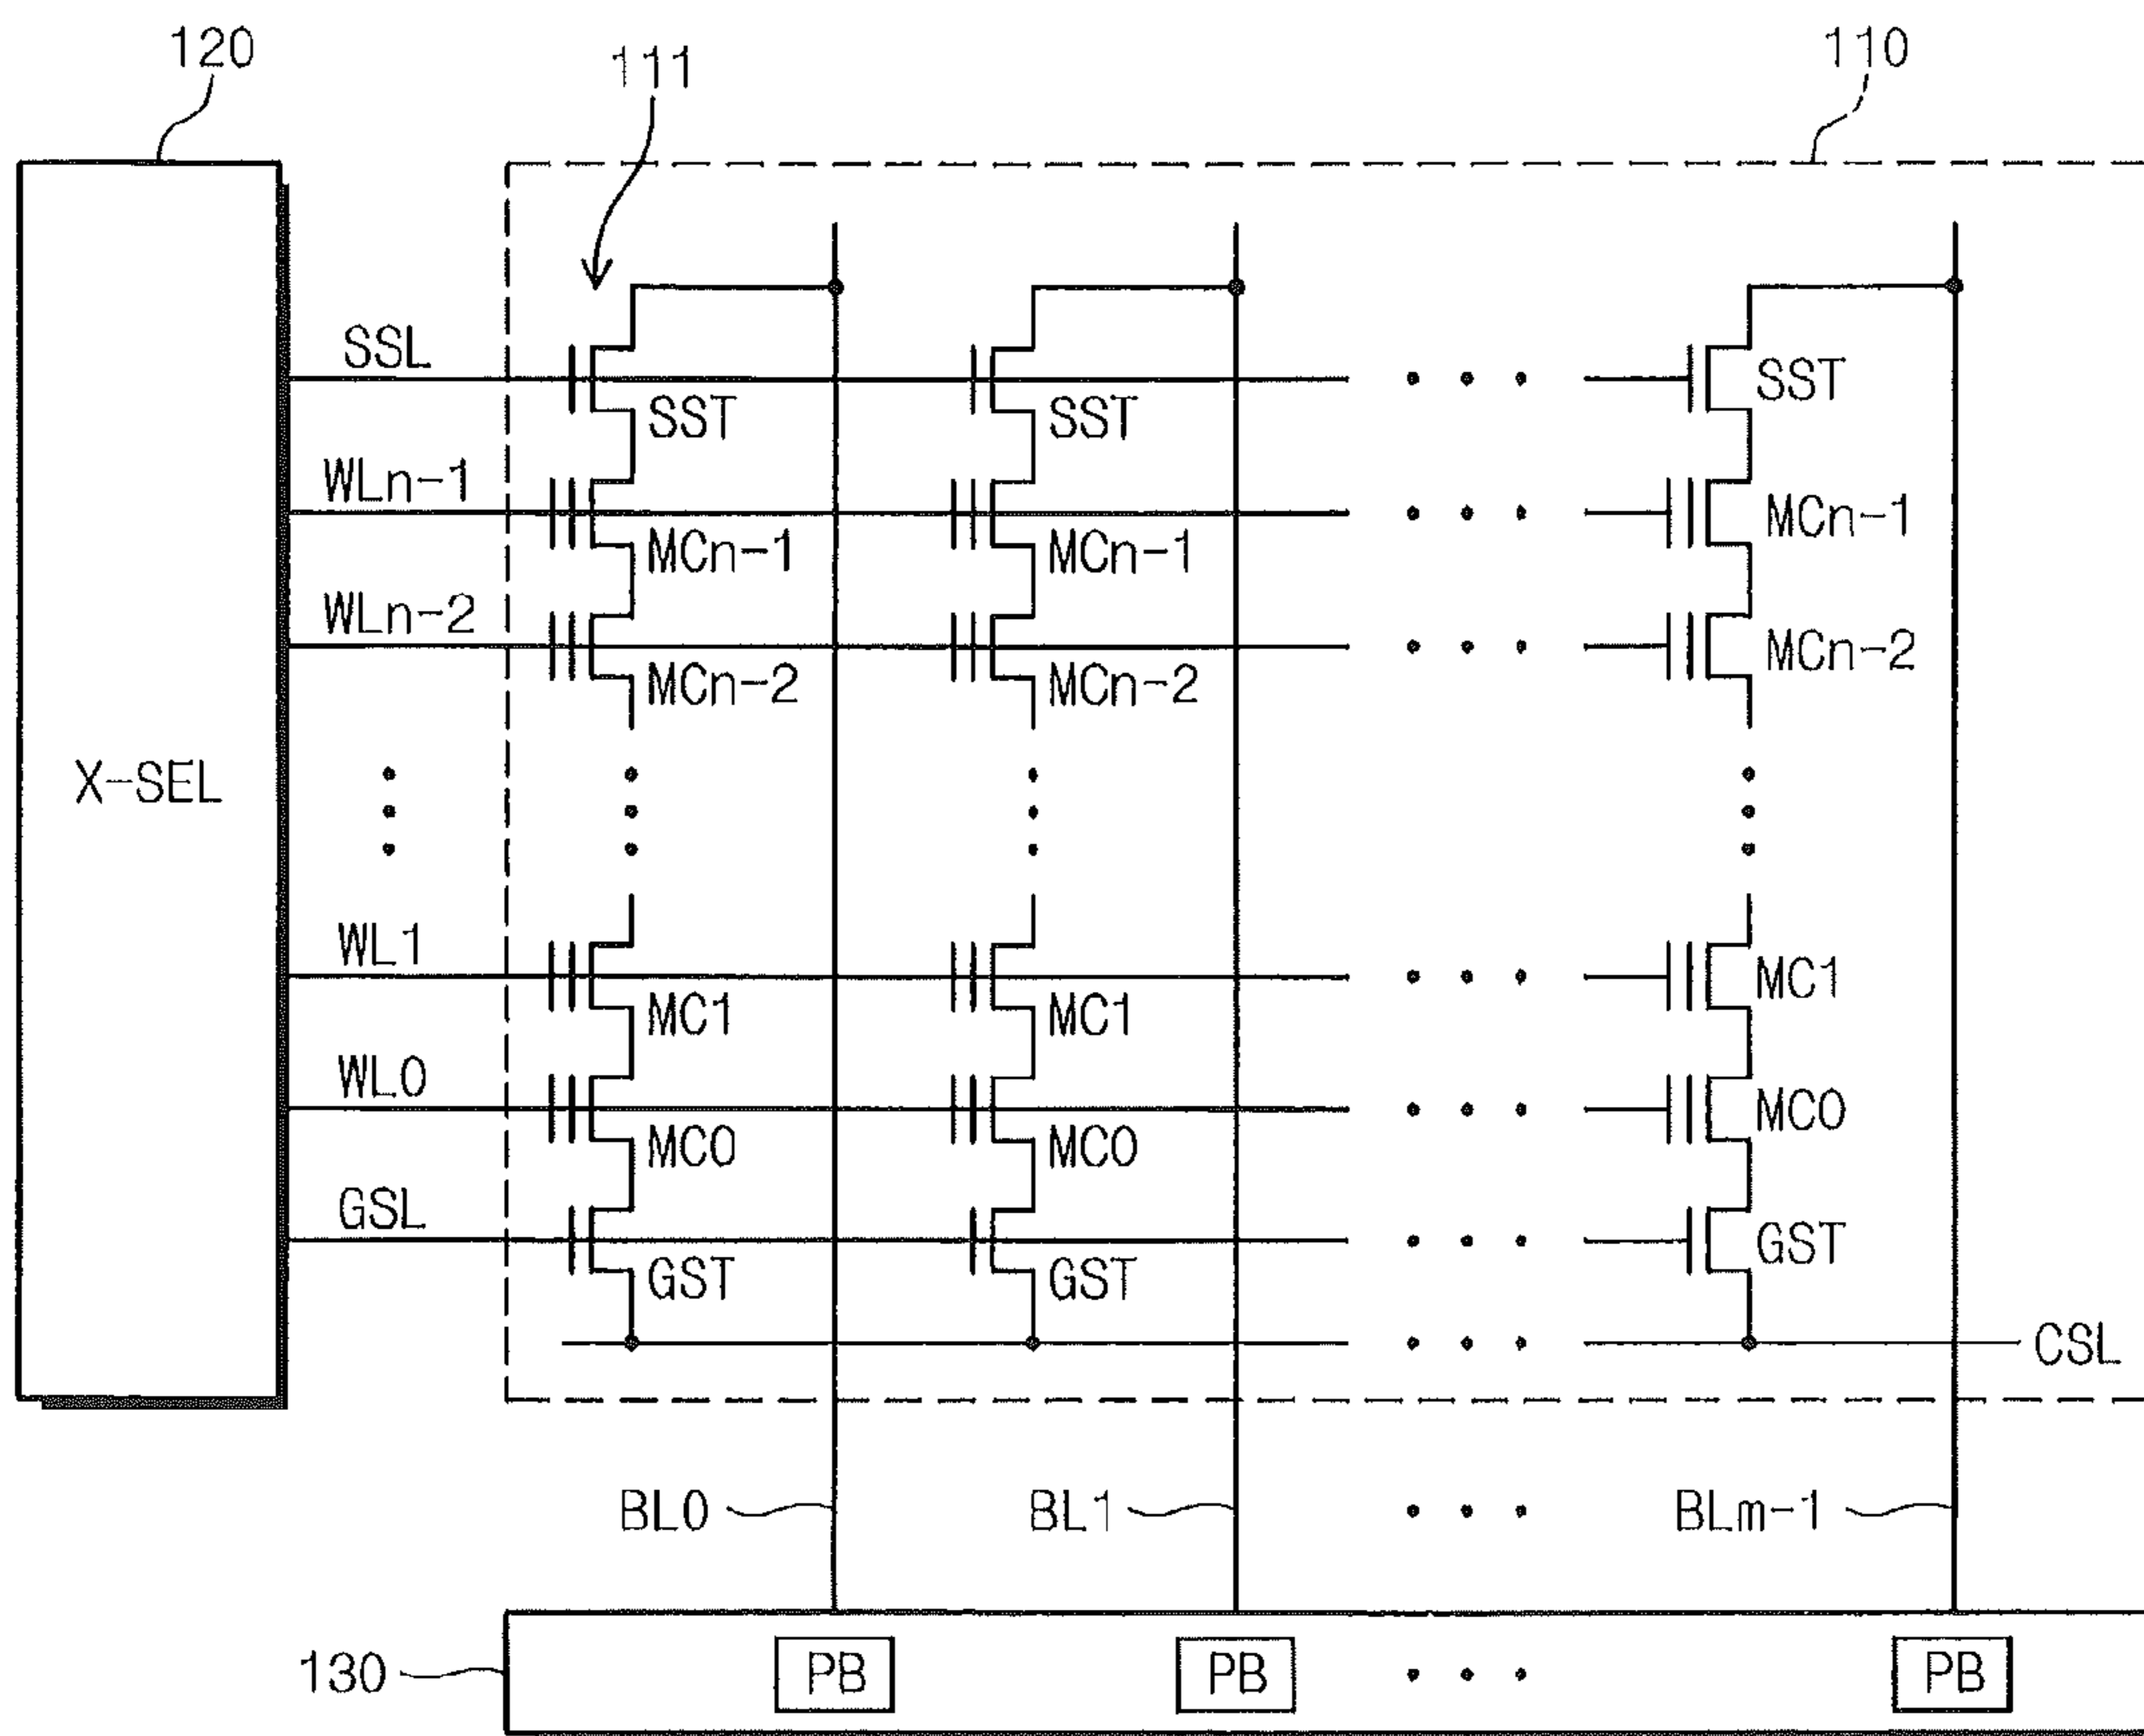 120
111
110
SSL
SST
SST
SST
WLn-1
MCn-1
MCn-1
MCn-1
WLn-2
MCn-2
MCn-2
MCn-2
X-SEL
WL1
MC1
MC1
MC1
WL0
MC0
MC0
MC0
GSL
GST
GST
GST
CSL
BL0
BL1
BLm-1
130
PB
PB
PB